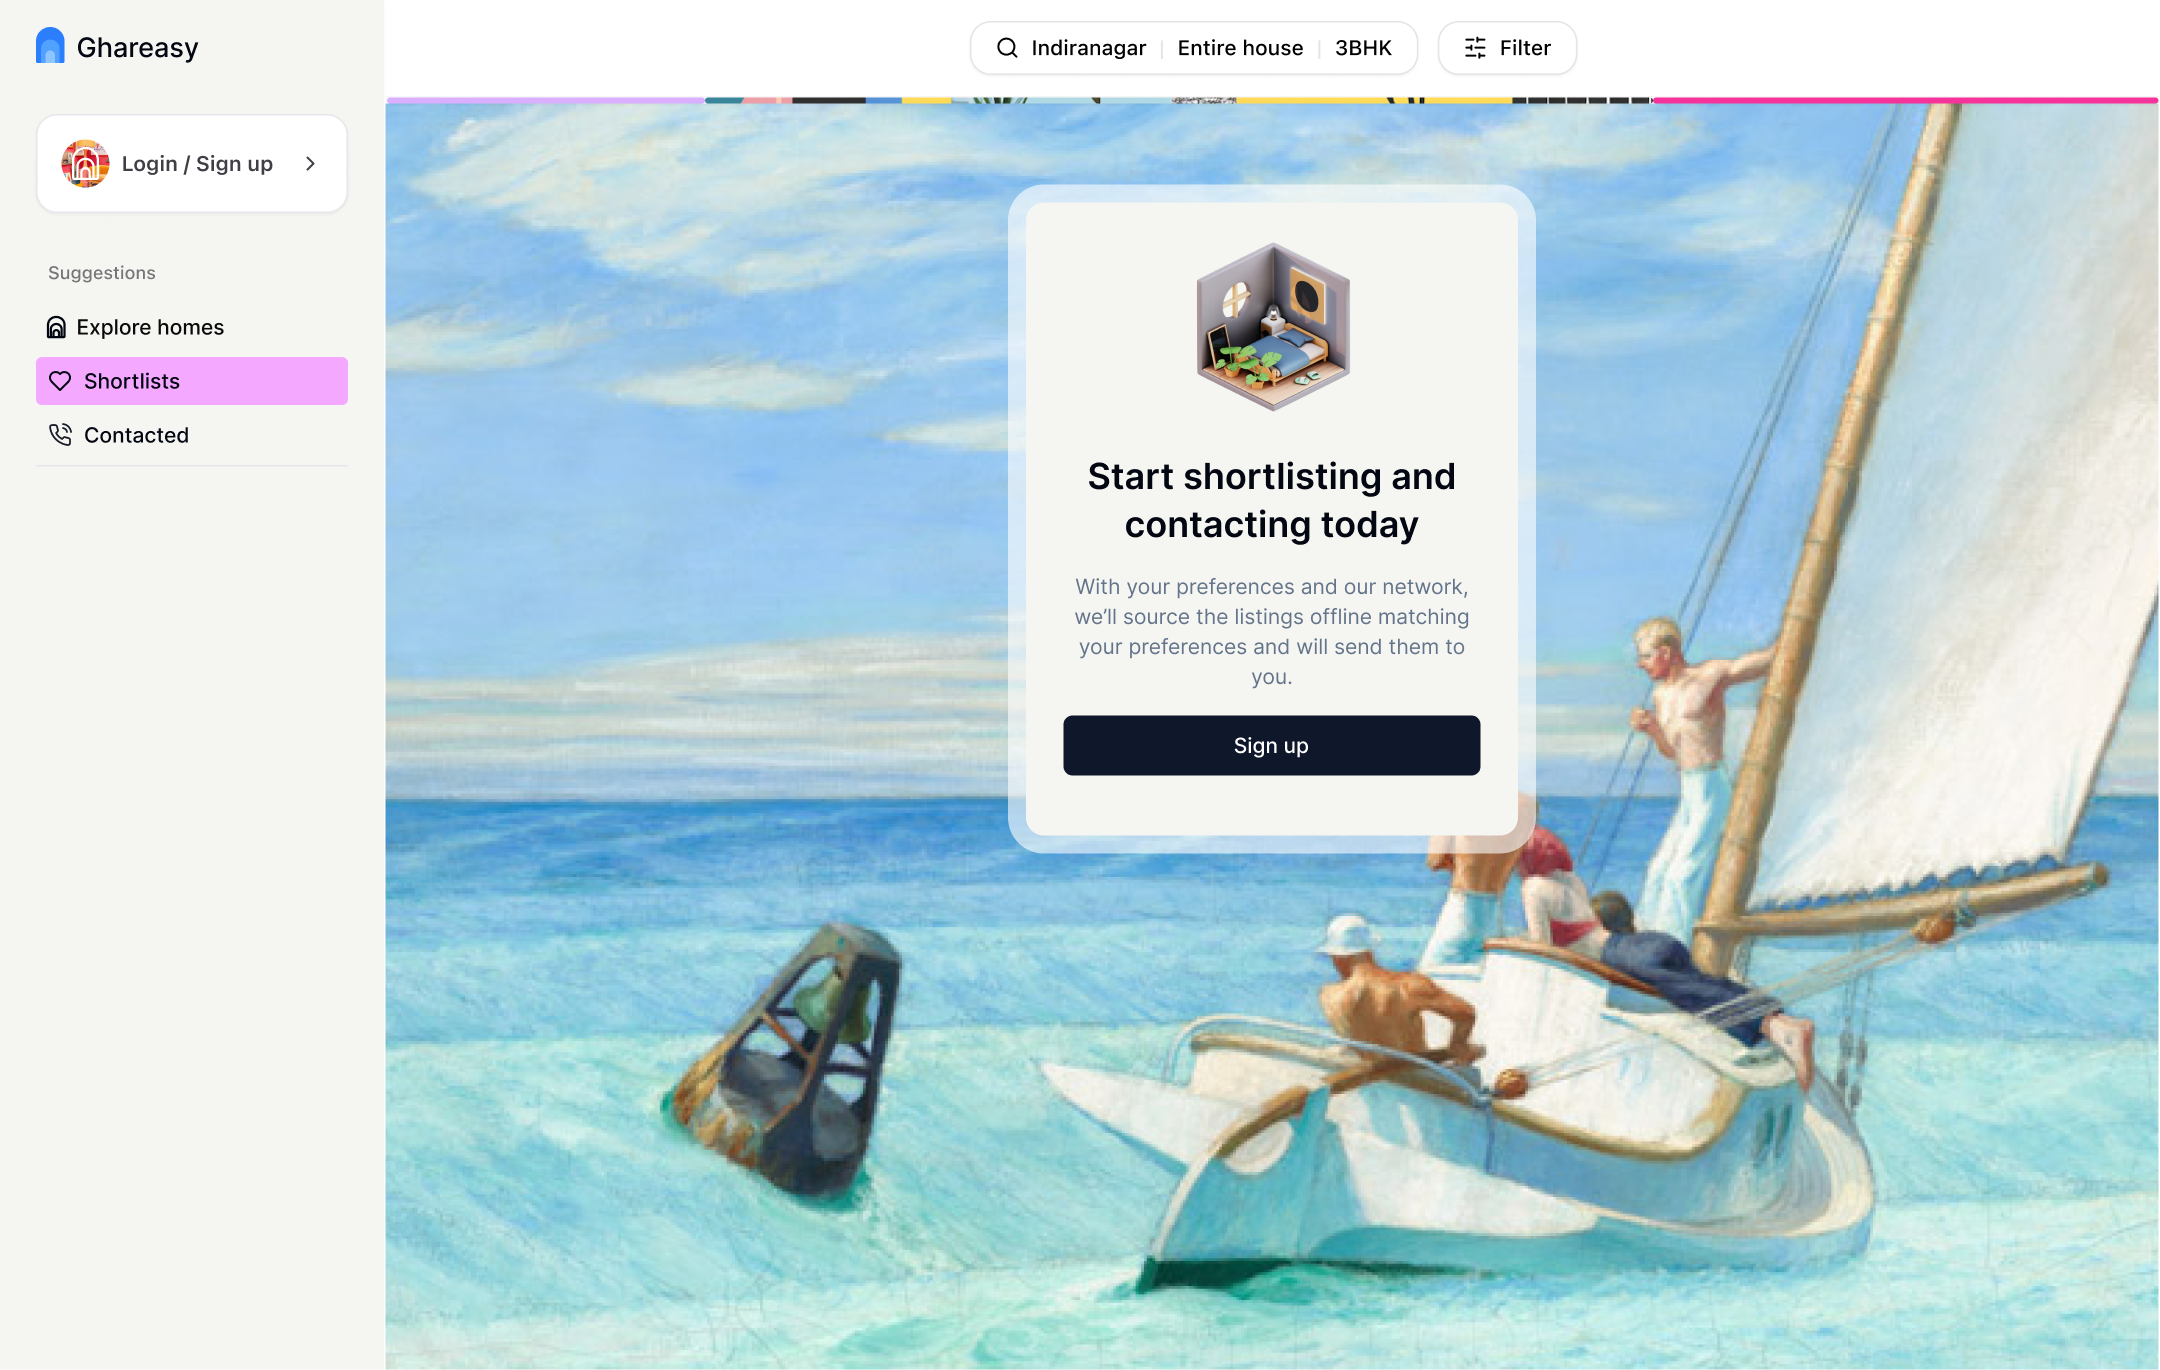 Ghareasy
Login / Sign up
Suggestions
Explore homes
Shortlists
Contacted
Indiranagar Entire house 3BHK
Filter
Start shortlisting and
contacting today
With your preferences and our network,
we’ll source the listings offline matching
your preferences and will send them to
you.
Sign up